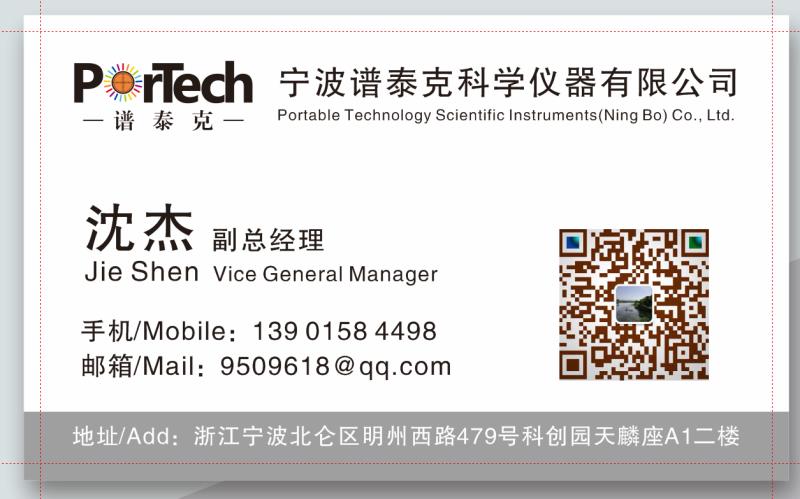 PorTech
— 谱泰克 —
宁波谱泰克科学仪器有限公司
Portable Technology Scientific Instruments(Ning Bo) Co., Ltd.
沈杰 副总经理
Jie Shen Vice General Manager
手机/Mobile：139 0158 4498
邮箱/Mail：9509618@qq.com
地址/Add：浙江宁波北仑区明州西路479号科创园天麟座A1二楼